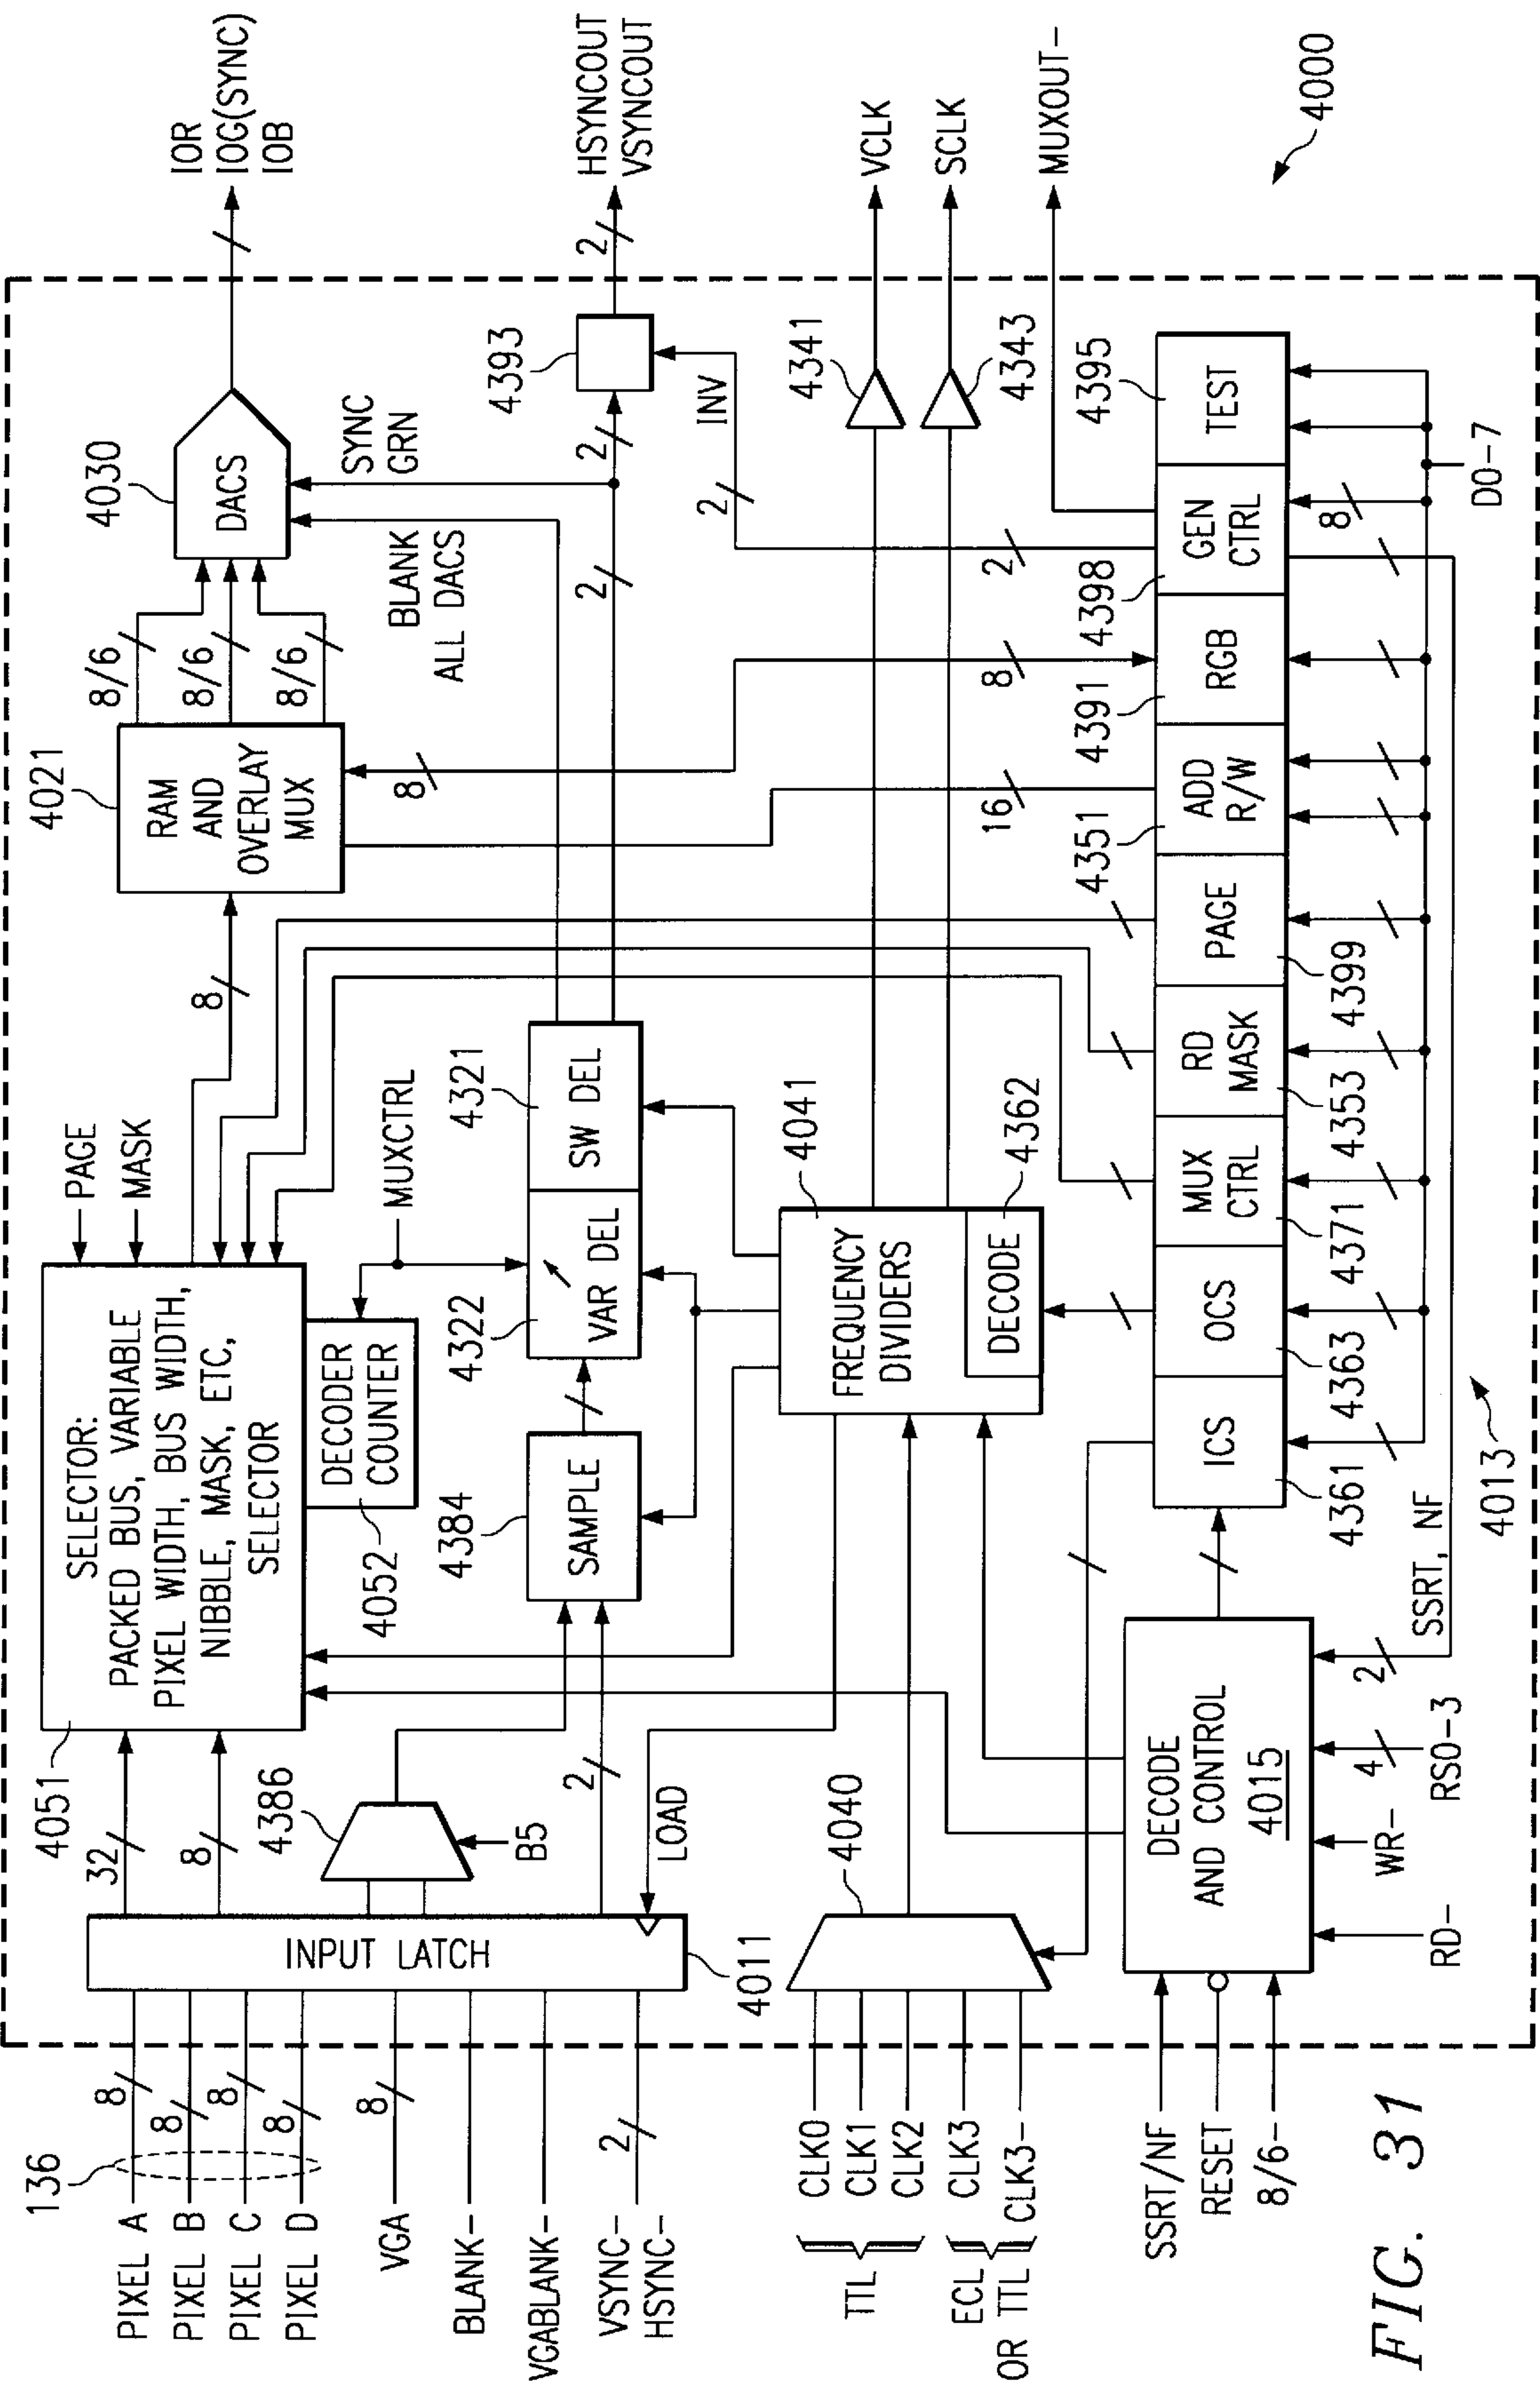 PIXEL A
PIXEL B
PIXEL C
PIXEL D
136
8
8
8
8
VGA
8
BLANK-
VGABLANK-
VSYNC-
HSYNC-
2
TTL
CLK0
CLK1
CLK2
ECL
OR TTL
CLK3
CLK3-
SSRT/NF
RESET
8/6-
INPUT LATCH
4011
32
8
4051
SELECTOR:
PACKED BUS, VARIABLE
PIXEL WIDTH, BUS WIDTH,
NIBBLE, MASK, ETC,
SELECTOR
PAGE
MASK
DECODER
COUNTER
4052
4386
B5
2
LOAD
4384
SAMPLE
4322
VAR DEL
4321
SW DEL
MUXCTRL
8
4021
RAM
AND
OVERLAY
MUX
8/6
8/6
8/6
4030
DACS
BLANK
ALL DACS
SYNC
GRN
IOR
IOG(SYNC)
IOB
2
2
4393
INV
2
2
2
HSYNCOUT
VSYNCOUT
4040
FREQUENCY
DIVIDERS
4041
DECODE
4362
4341
VCLK
4343
SCLK
MUXOUT-
8
16
8
DECODE
AND CONTROL
4015
RD-
WR-
4
RS0-3
2
SSRT, NF
4361
ICS
4363
OCS
4371
MUX
CTRL
4353
RD
MASK
4399
PAGE
4351
ADD
R/W
4391
RGB
4398
GEN
CTRL
4395
TEST
8
D0-7
4013
4000
FIG. 31